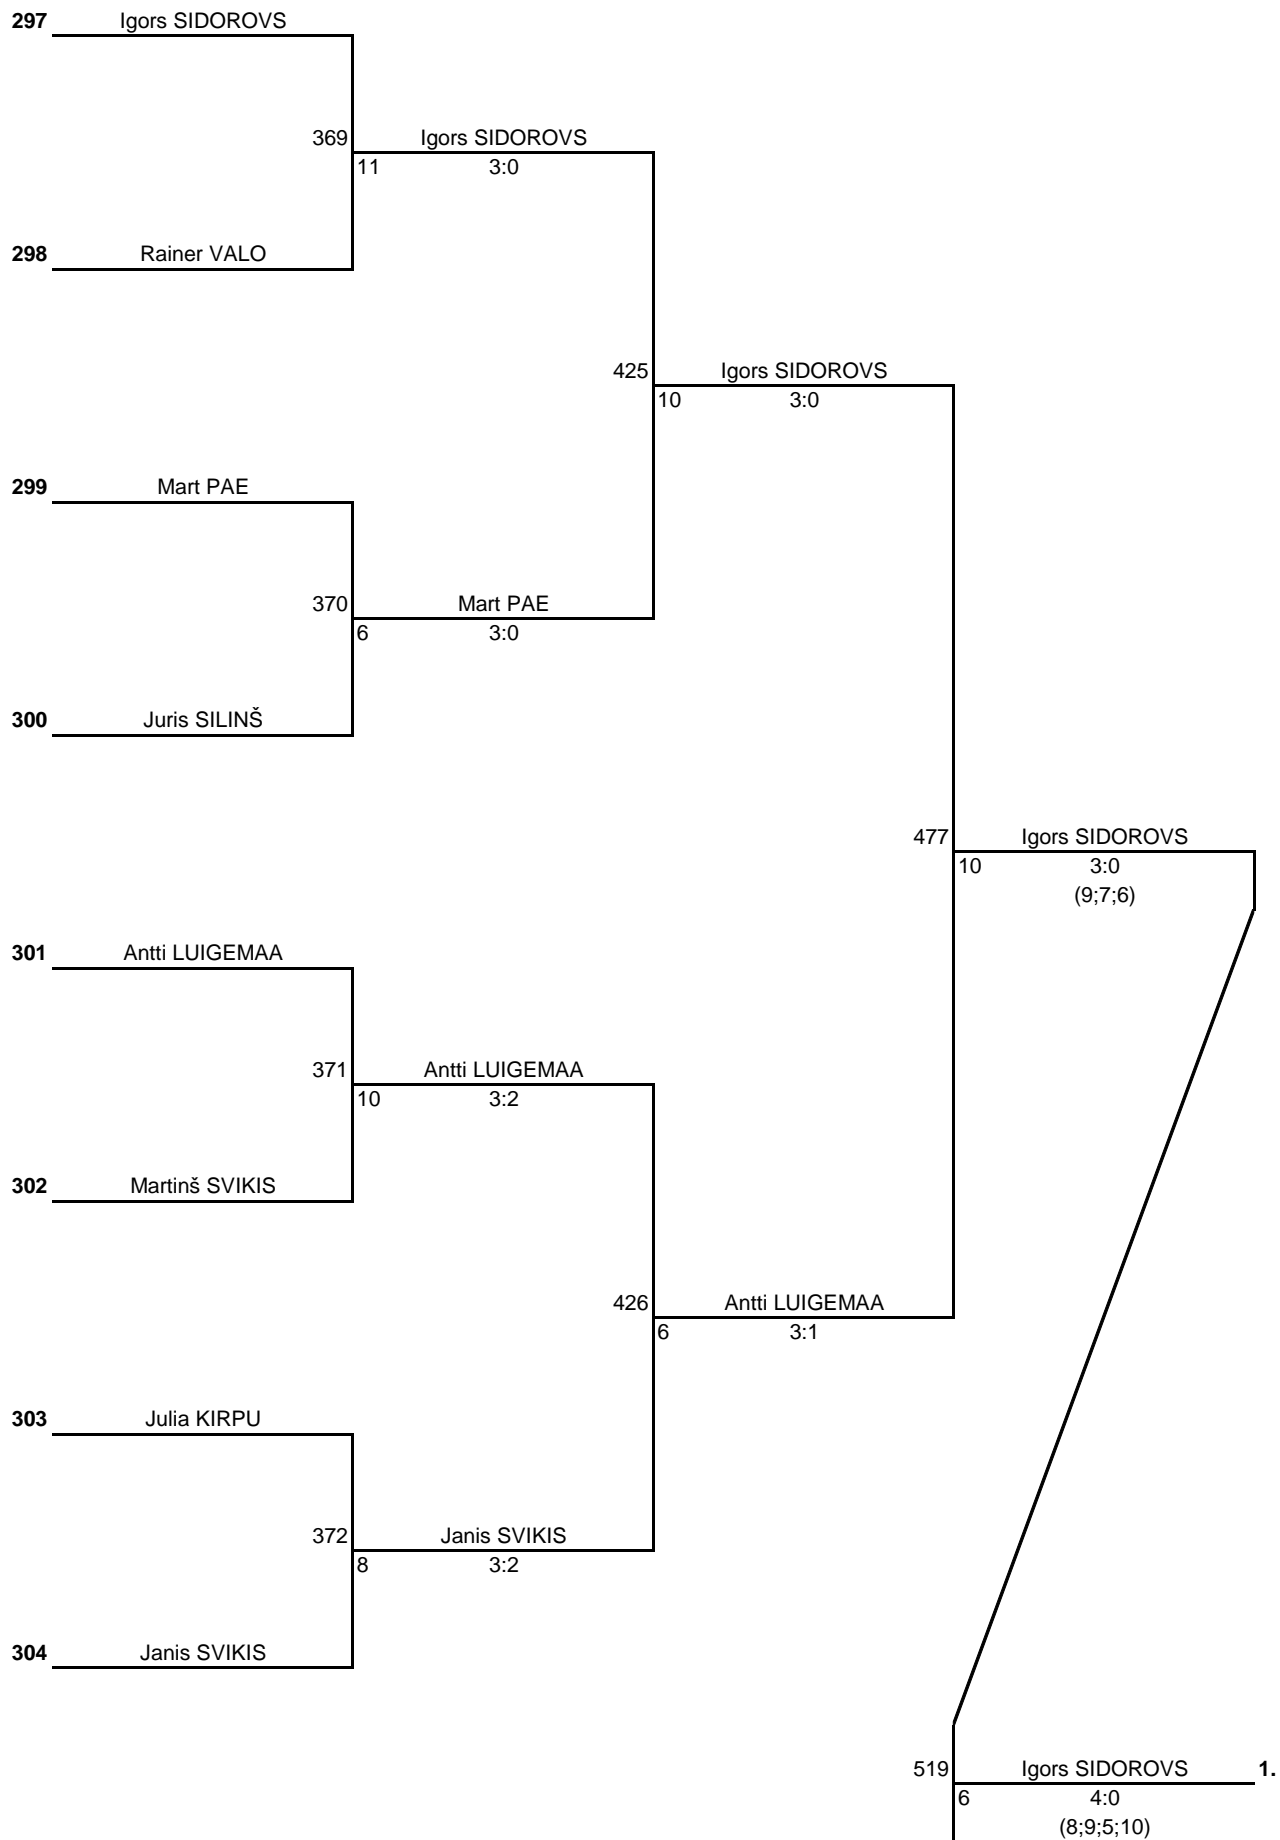 297 Igors SIDOROVS
369 Igors SIDOROVS
11 3:0
298 Rainer VALO
425 Igors SIDOROVS
10 3:0
299 Mart PAE
370 Mart PAE
6 3:0
300 Juris SILINŠ
477 Igors SIDOROVS
10 3:0
(9;7;6)
301 Antti LUIGEMAA
371 Antti LUIGEMAA
10 3:2
302 Martinš SVIKIS
426 Antti LUIGEMAA
6 3:1
303 Julia KIRPU
372 Janis SVIKIS
8 3:2
304 Janis SVIKIS
519 Igors SIDOROVS 1.
6 4:0
(8;9;5;10)